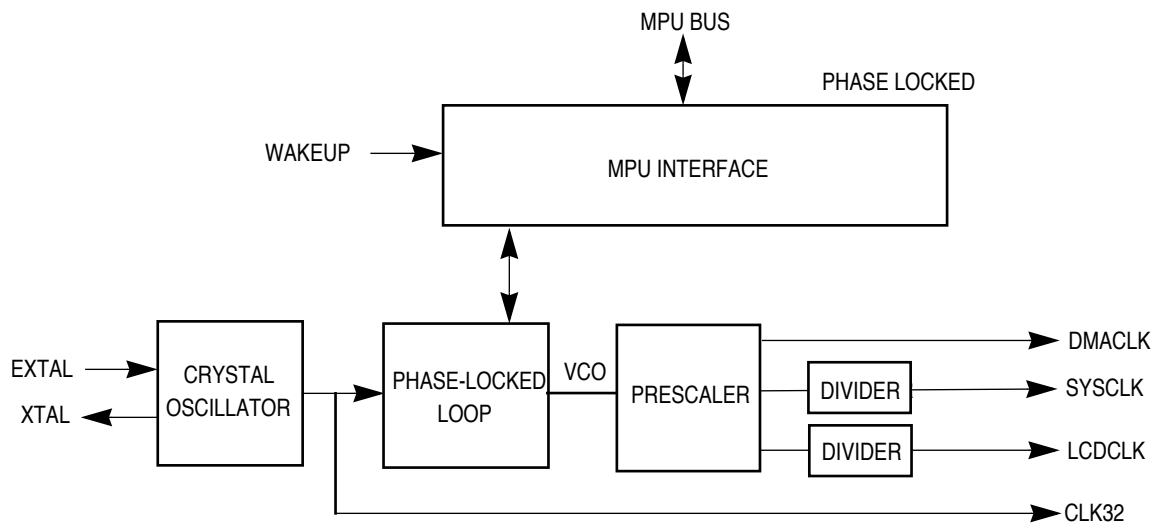 MPU BUS
PHASE LOCKED
WAKEUP
MPU INTERFACE
EXTAL
XTAL
CRYSTAL
OSCILLATOR
PHASE-LOCKED
LOOP
VCO
PRESCALER
DIVIDER
DIVIDER
DMACLK
SYSCLK
LCDCLK
CLK32